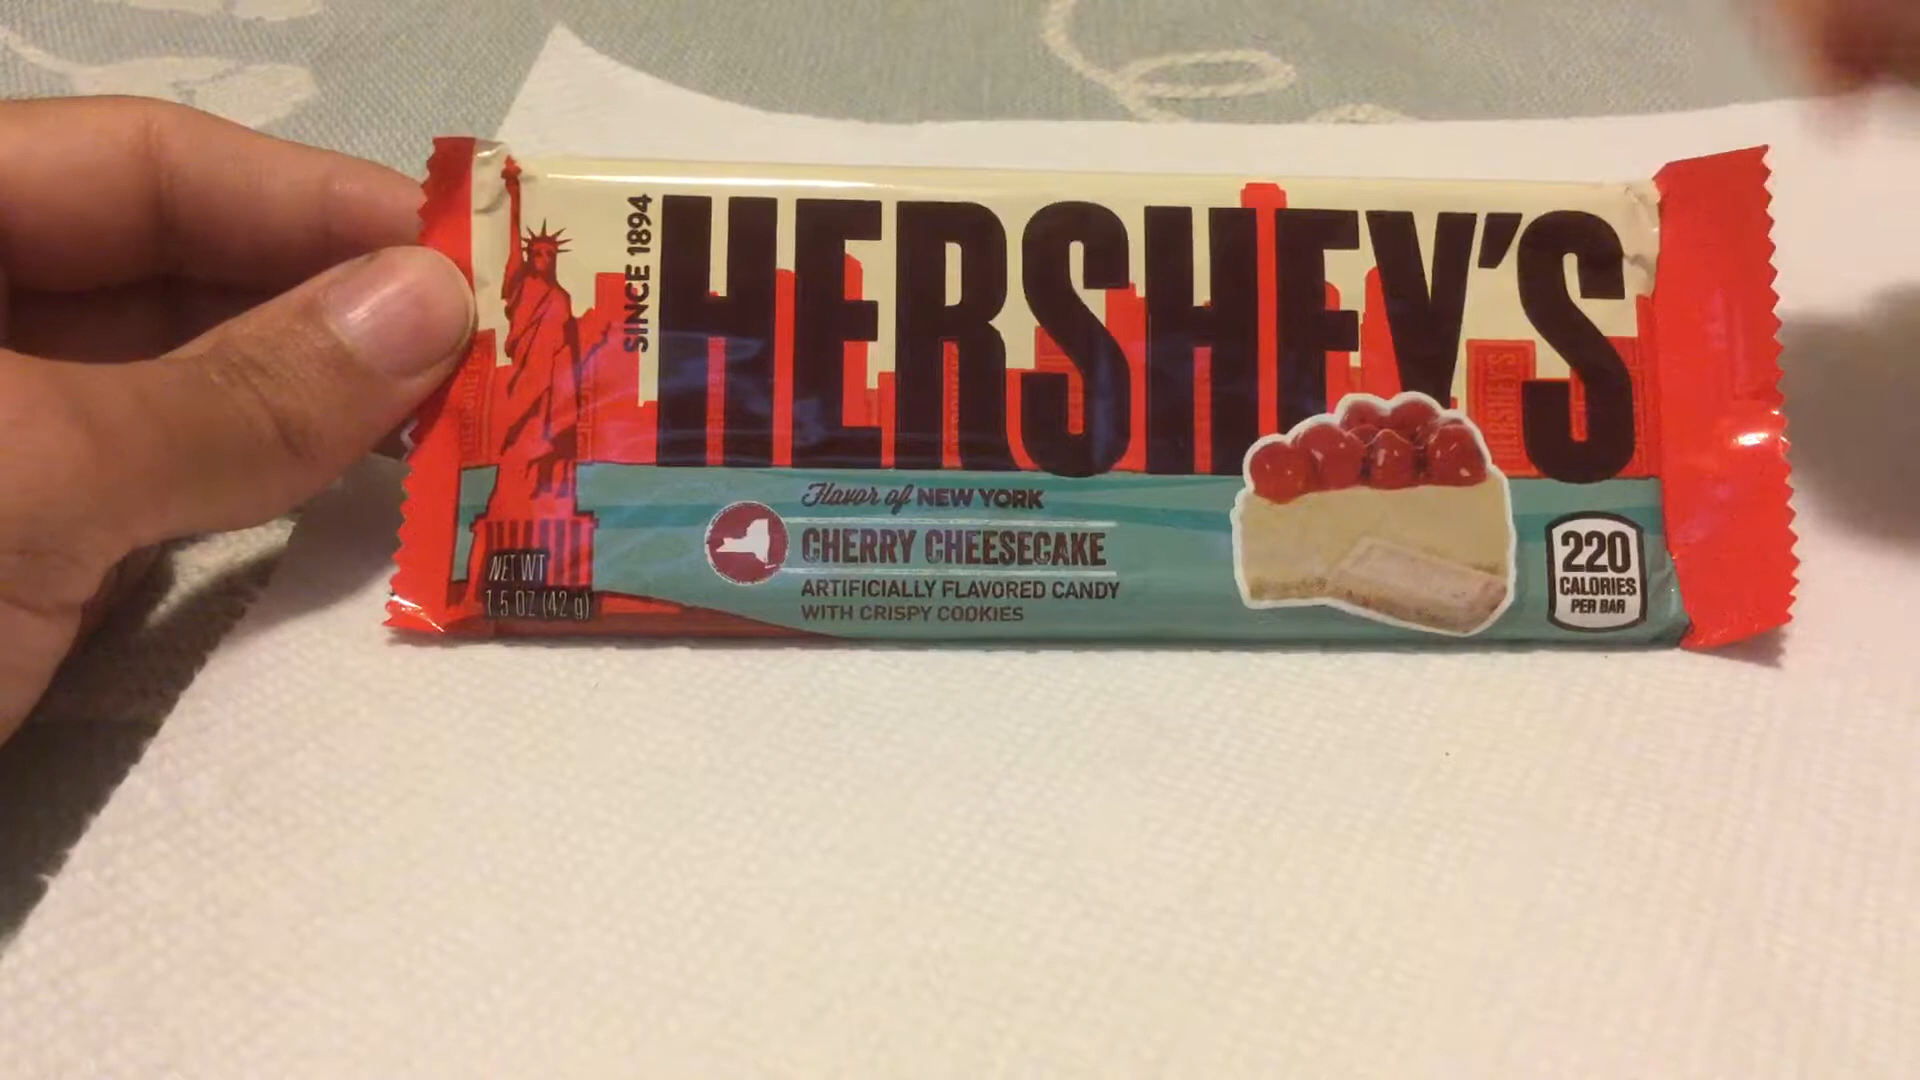 SINCE 1894
HERSHEY'S
Flavor of NEW YORK
CHERRY CHEESECAKE
ARTIFICIALLY FLAVORED CANDY
WITH CRISPY COOKIES
NET WT
1.5 OZ (42 g)
220
CALORIES
PER BAR
HERSHEY'S